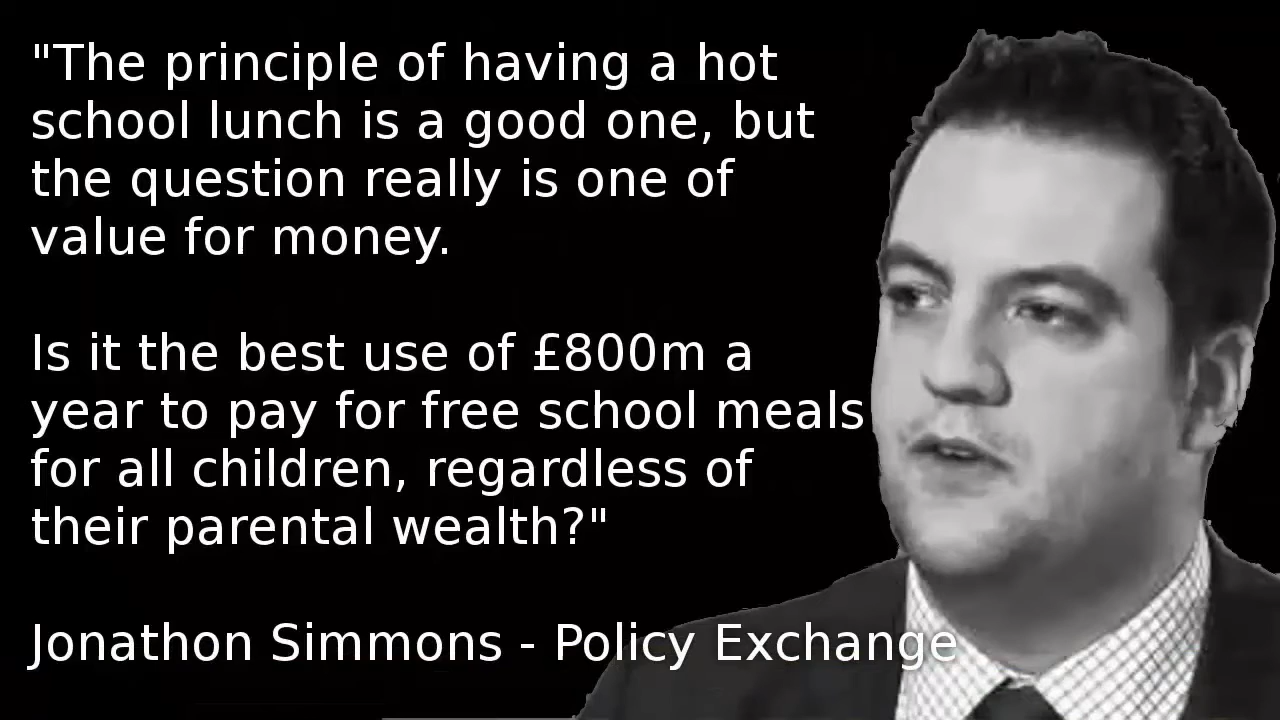 "The principle of having a hot
school lunch is a good one, but
the question really is one of
value for money.
Is it the best use of £800m a
year to pay for free school meals
for all children, regardless of
their parental wealth?"
Jonathon Simmons - Policy Exchange